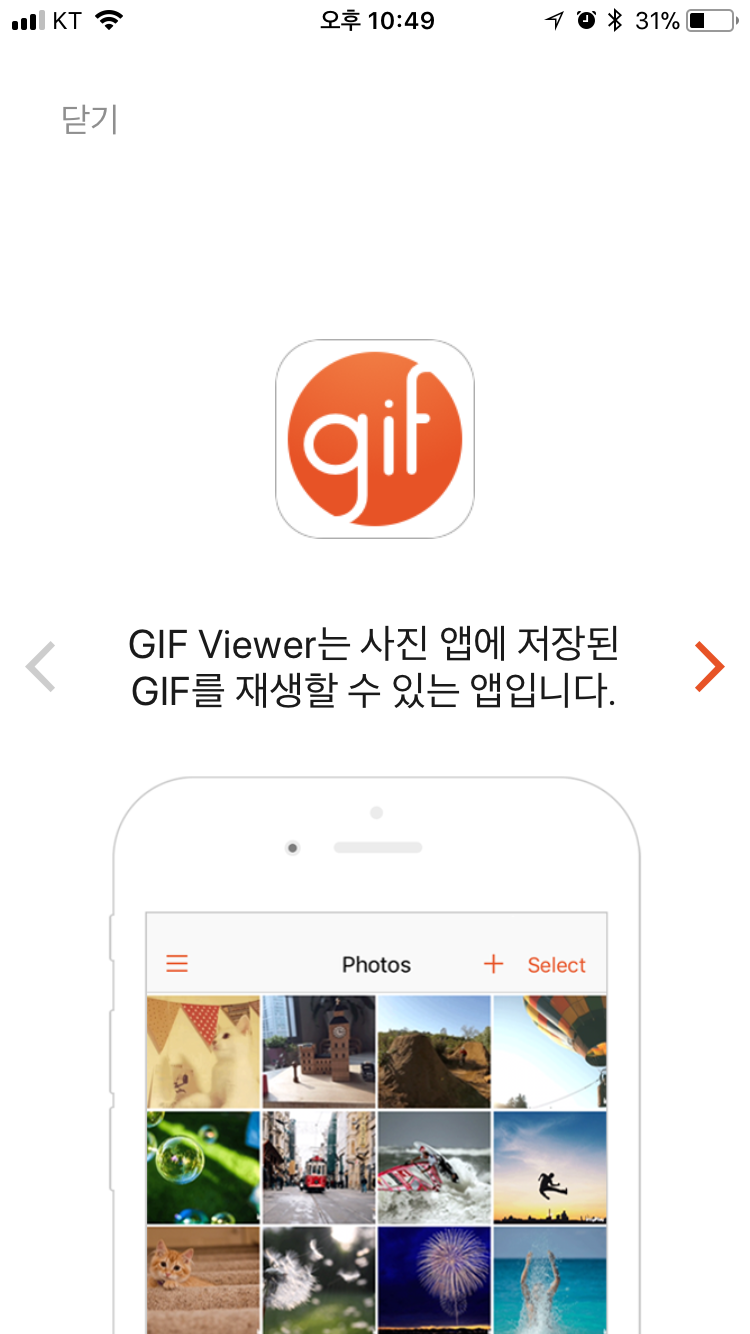 KT 오후 10:49 31%
닫기
gif
GIF Viewer는 사진 앱에 저장된
GIF를 재생할 수 있는 앱입니다.
Photos + Select